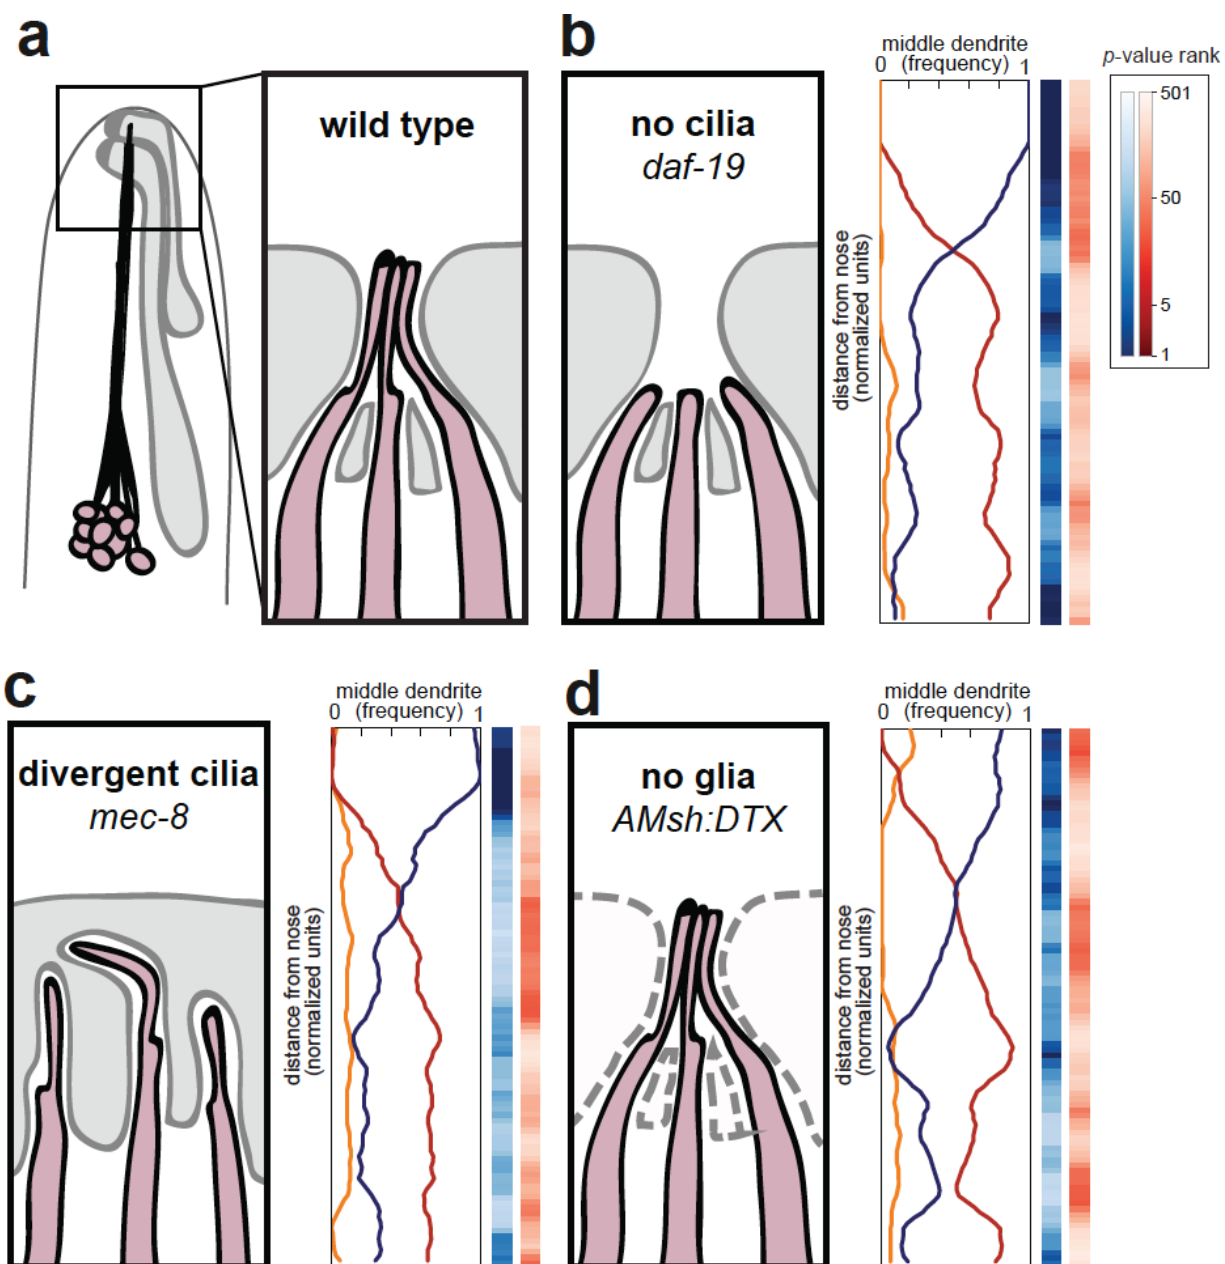 a
wild type
b
no cilia
daf-19
middle dendrite
0 (frequency) 1
distance from nose
(normalized units)
p-value rank
501
50
5
1
c
divergent cilia
mec-8
middle dendrite
0 (frequency) 1
distance from nose
(normalized units)
d
no glia
AMsh:DTX
middle dendrite
0 (frequency) 1
distance from nose
(normalized units)